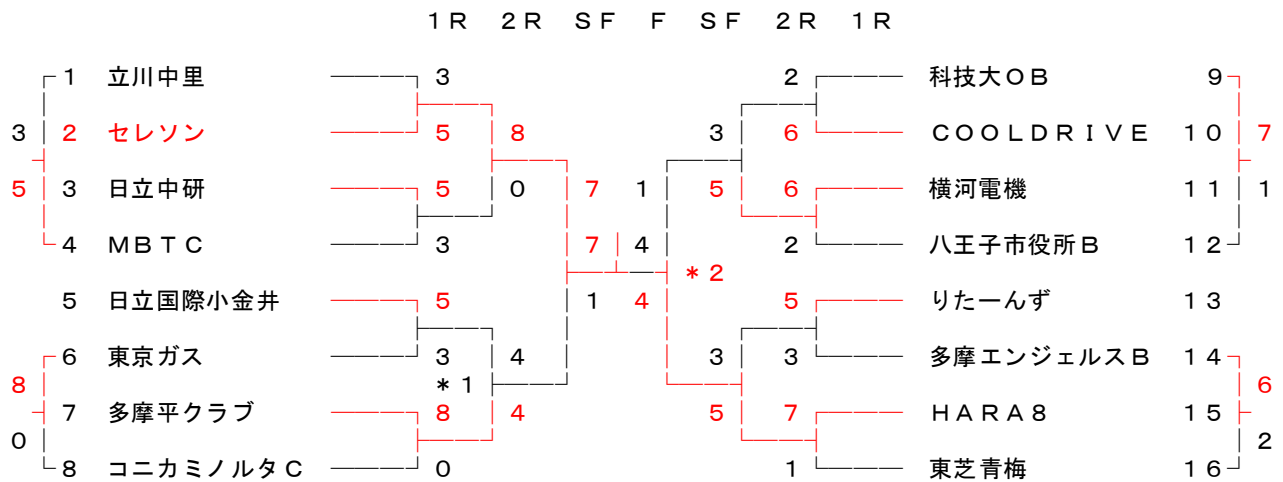 １Ｒ ２Ｒ ＳＦ Ｆ ＳＦ ２Ｒ １Ｒ
1 立川中里 3 2 科技大ＯＢ 9
3 2 セレソン 5 8 3 6 ＣＯＯＬＤＲＩＶＥ １０ 7
5 3 日立中研 5 0 7 1 5 6 横河電機 １１ 1
4 ＭＢＴＣ 3 7 4 2 八王子市役所Ｂ １２
＊２
5 日立国際小金井 5 1 4 5 りたーんず １３
6 東京ガス 3 4 3 3 多摩エンジェルスＢ １４
8 ＊１ 6
7 多摩平クラブ 8 4 5 7 ＨＡＲＡ８ １５
0 2
8 コニカミノルタＣ 0 1 東芝青梅 １６